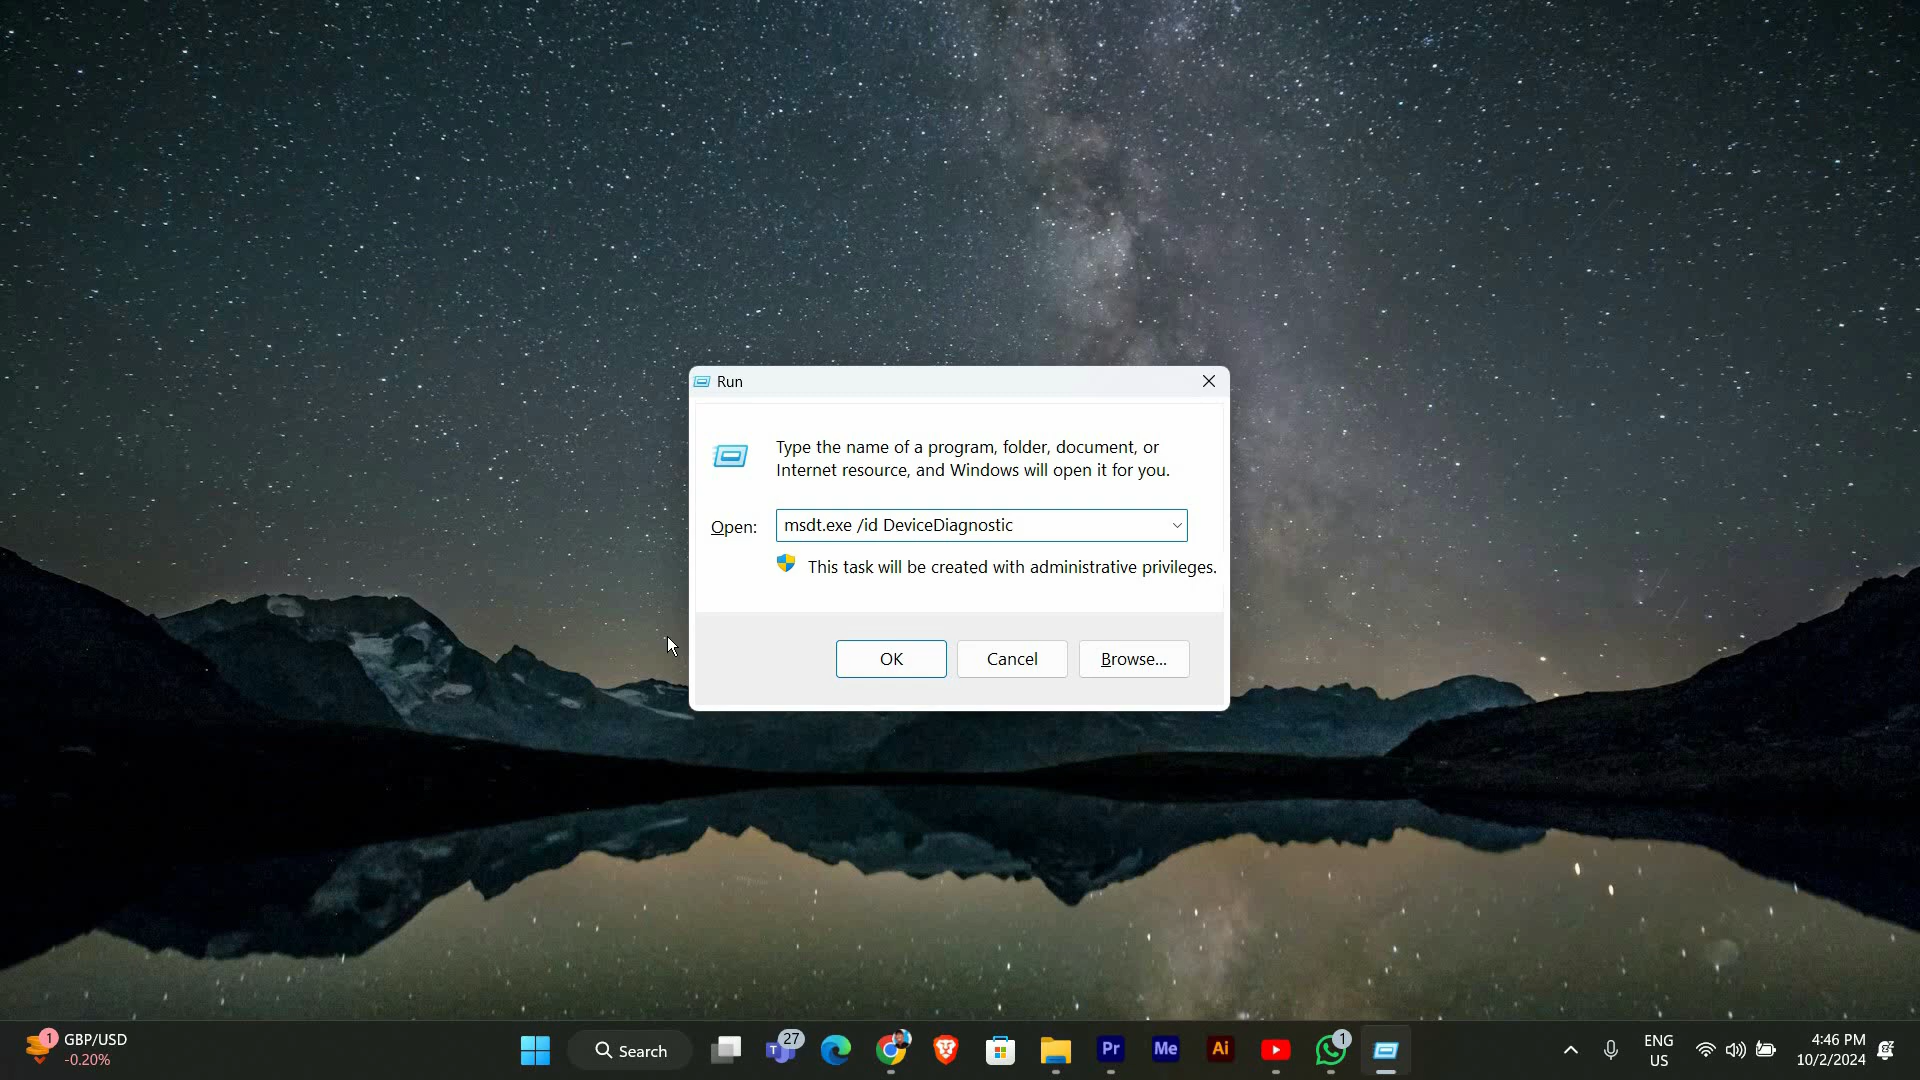 Run
Type the name of a program, folder, document, or
Internet resource, and Windows will open it for you.
Open:
msdt.exe /id DeviceDiagnostic
This task will be created with administrative privileges.
OK
Cancel
Browse...
1
GBP/USD
-0.20%
Search
27
T
Pr
Me
Ai
1
ENG
US
4:46 PM
10/2/2024